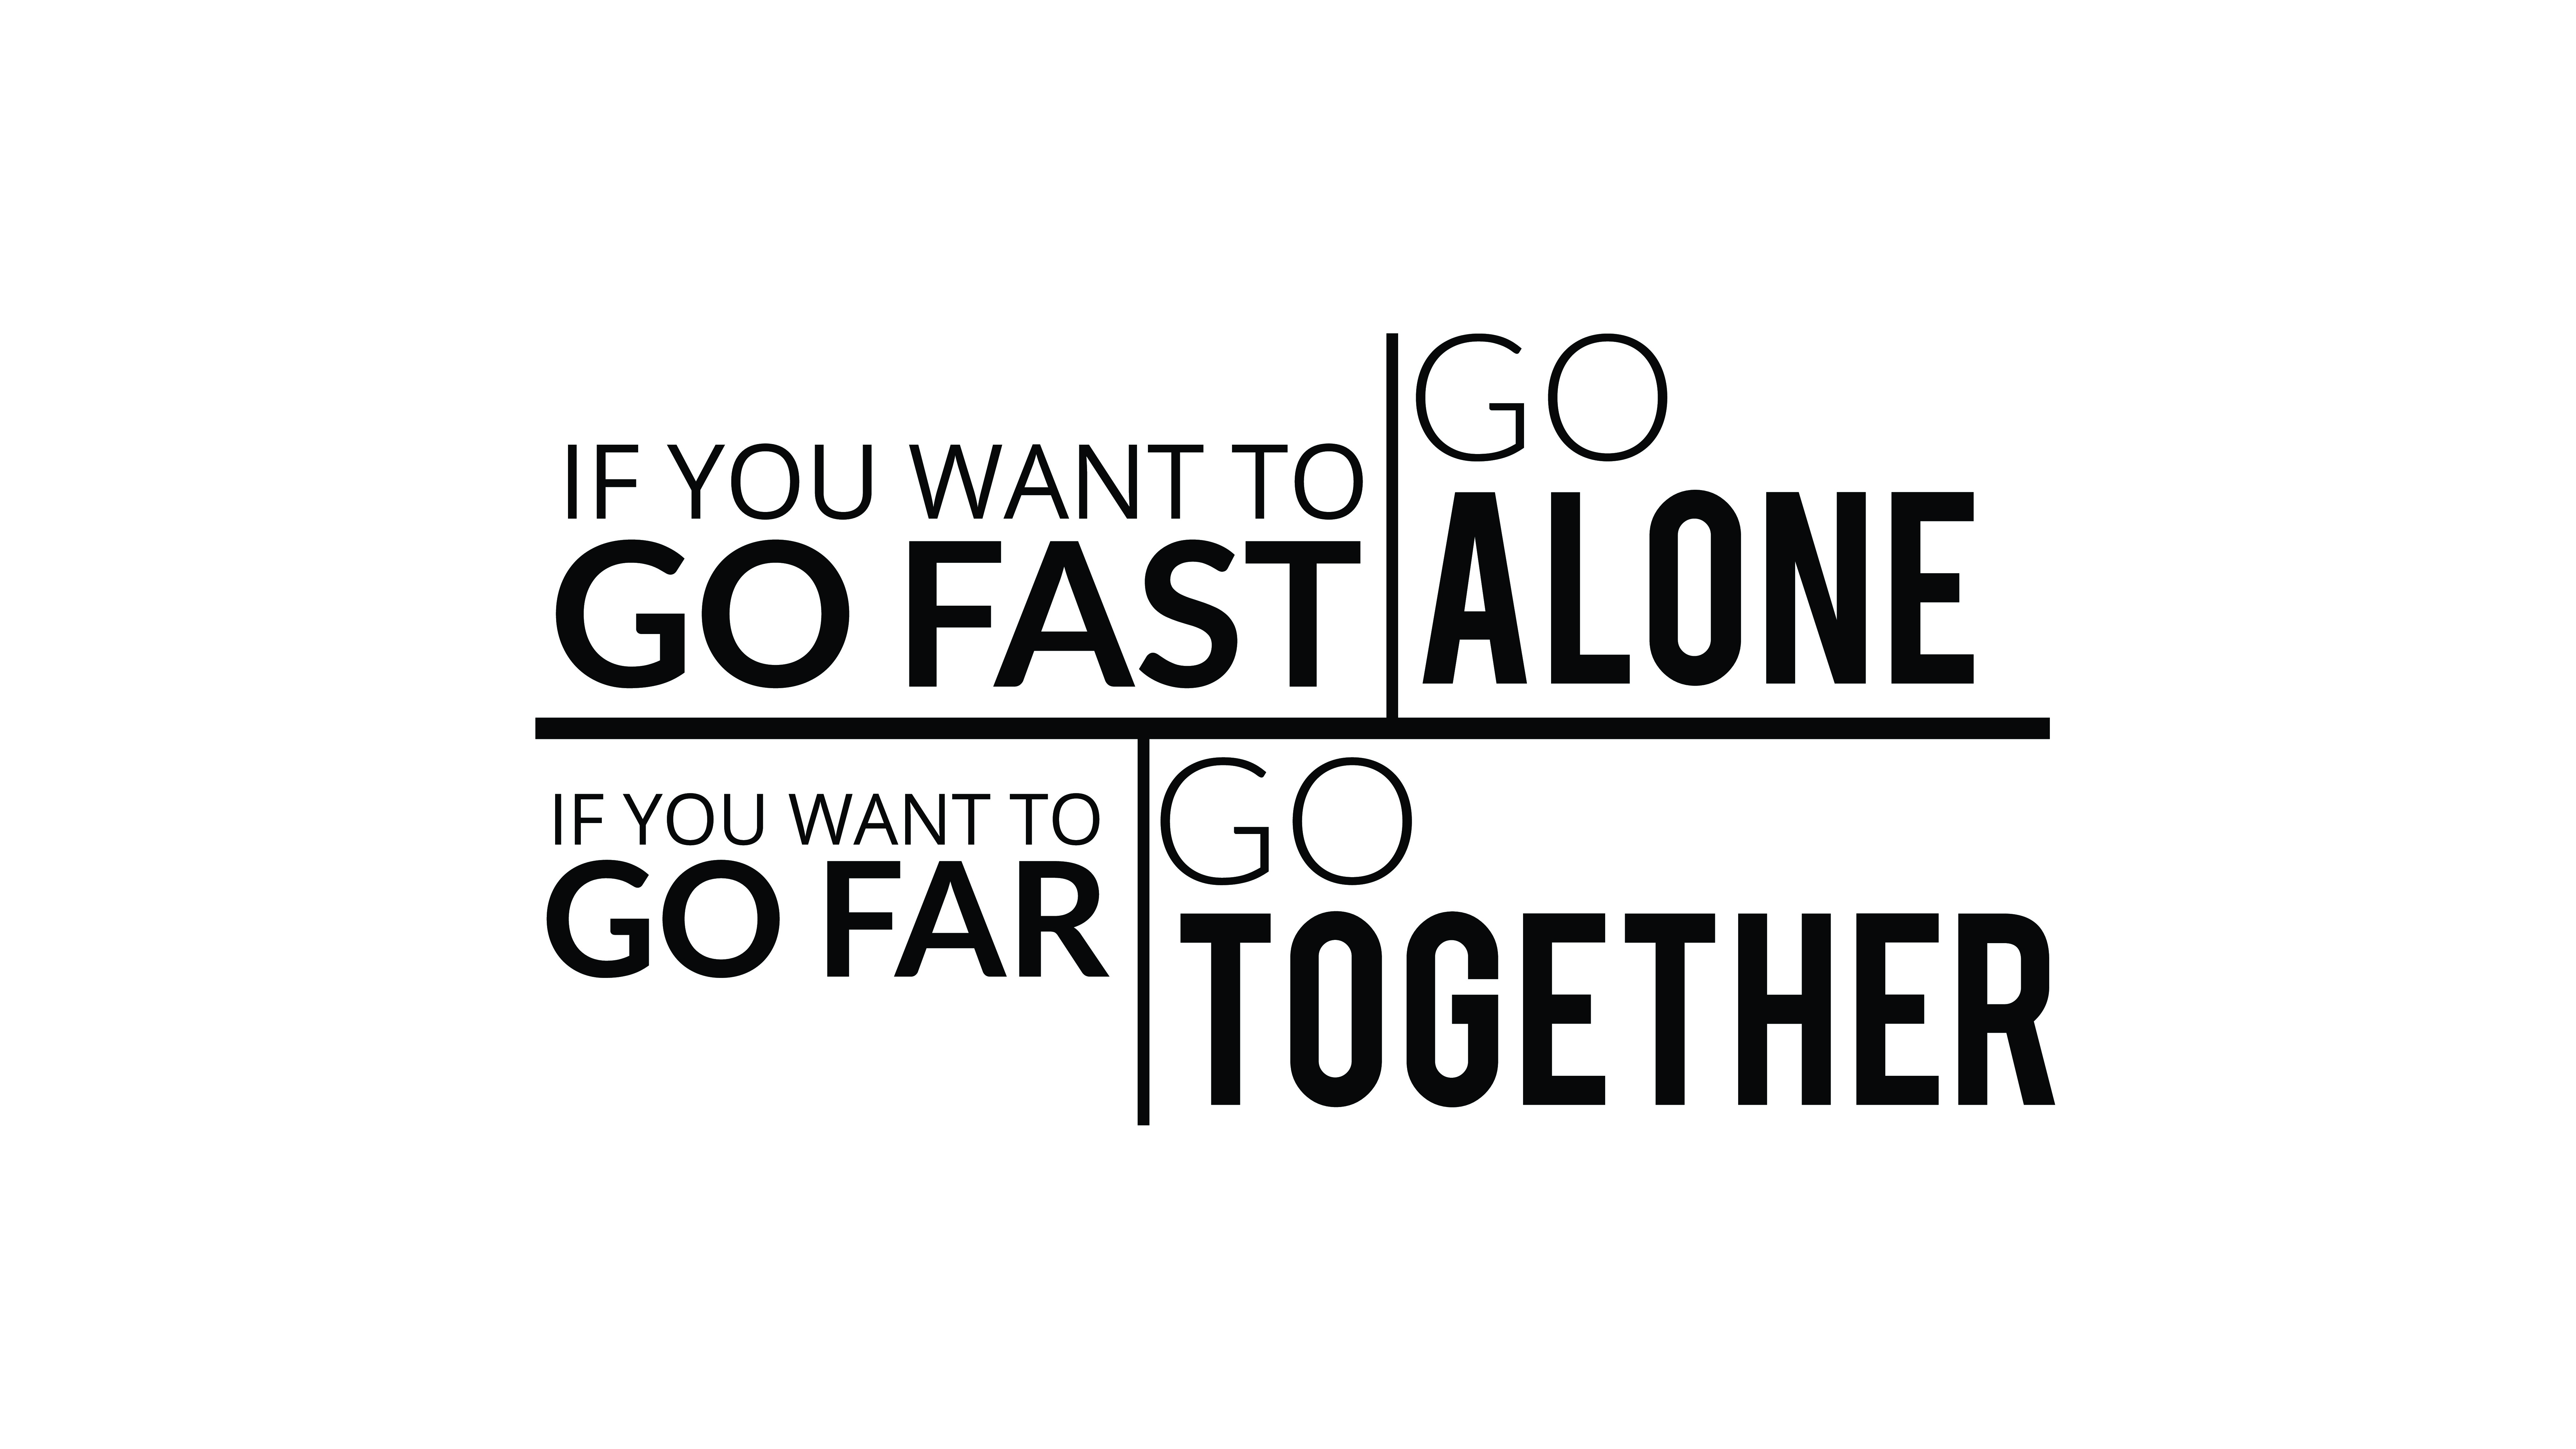 IF YOU WANT TO
GO FAST
GO
ALONE
IF YOU WANT TO
GO FAR
GO
TOGETHER